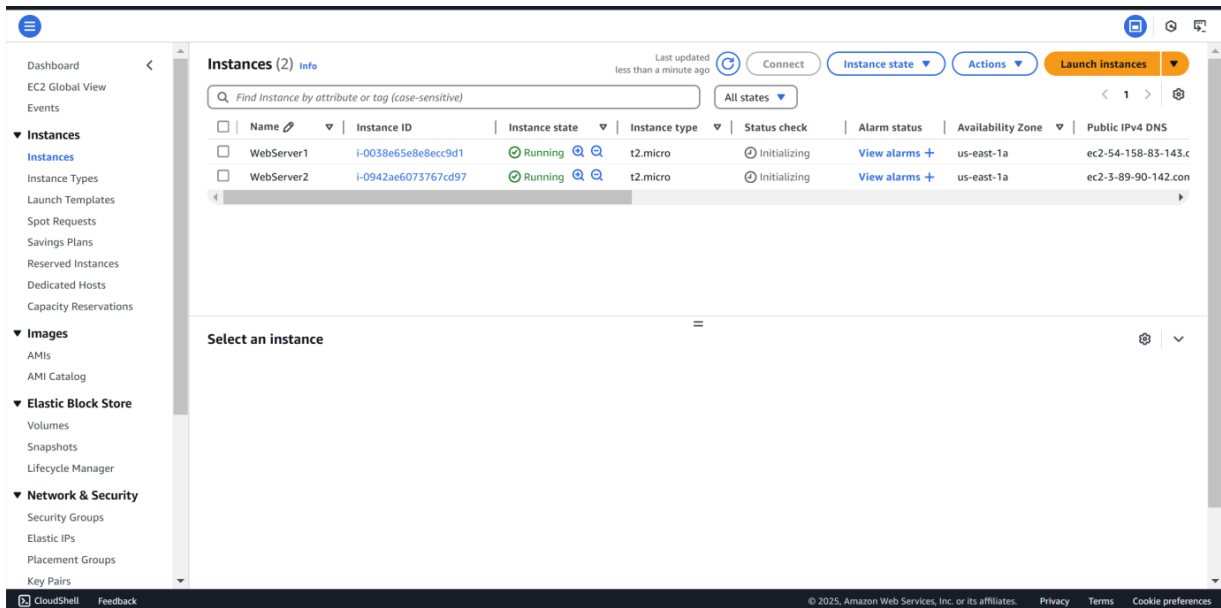 Dashboard
EC2 Global View
Events
Instances
Instances
Instance Types
Launch Templates
Spot Requests
Savings Plans
Reserved Instances
Dedicated Hosts
Capacity Reservations
Images
AMIs
AMI Catalog
Elastic Block Store
Volumes
Snapshots
Lifecycle Manager
Network & Security
Security Groups
Elastic IPs
Placement Groups
Key Pairs
Instances (2) Info
Last updated
less than a minute ago
Connect Instance state Actions Launch instances
Find Instance by attribute or tag (case-sensitive) All states 1
Name Instance ID Instance state Instance type Status check Alarm status Availability Zone Public IPv4 DNS
WebServer1 i-0038e65e8e8ecc9d1 Running t2.micro Initializing View alarms + us-east-1a ec2-54-158-83-143.c
WebServer2 i-0942ae6073767cd97 Running t2.micro Initializing View alarms + us-east-1a ec2-3-89-90-142.con
Select an instance
CloudShell Feedback © 2025, Amazon Web Services, Inc. or its affiliates. Privacy Terms Cookie preferences